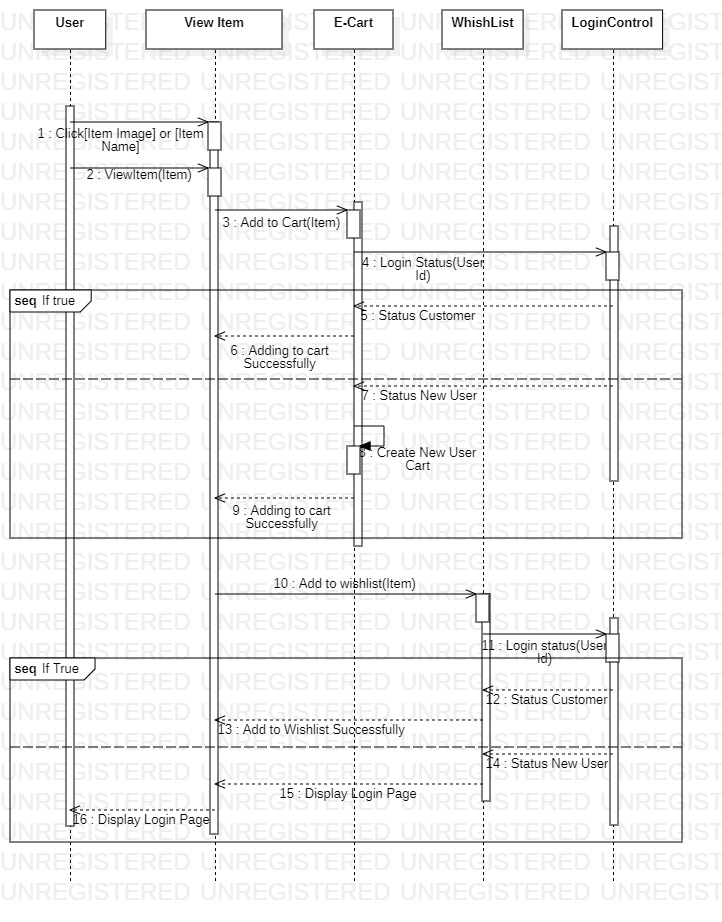 User
View Item
E-Cart
WhishList
LoginControl
1 : Click[Item Image] or [Item
Name]
2 : ViewItem(Item)
3 : Add to Cart(Item)
4 : Login Status(User
Id)
seq If true
5 : Status Customer
6 : Adding to cart
Successfully
7 : Status New User
8 : Create New User
Cart
9 : Adding to cart
Successfully
10 : Add to wishlist(Item)
11 : Login status(User
Id)
seq If True
12 : Status Customer
13 : Add to Wishlist Successfully
14 : Status New User
15 : Display Login Page
16 : Display Login Page
UNREGISTERED